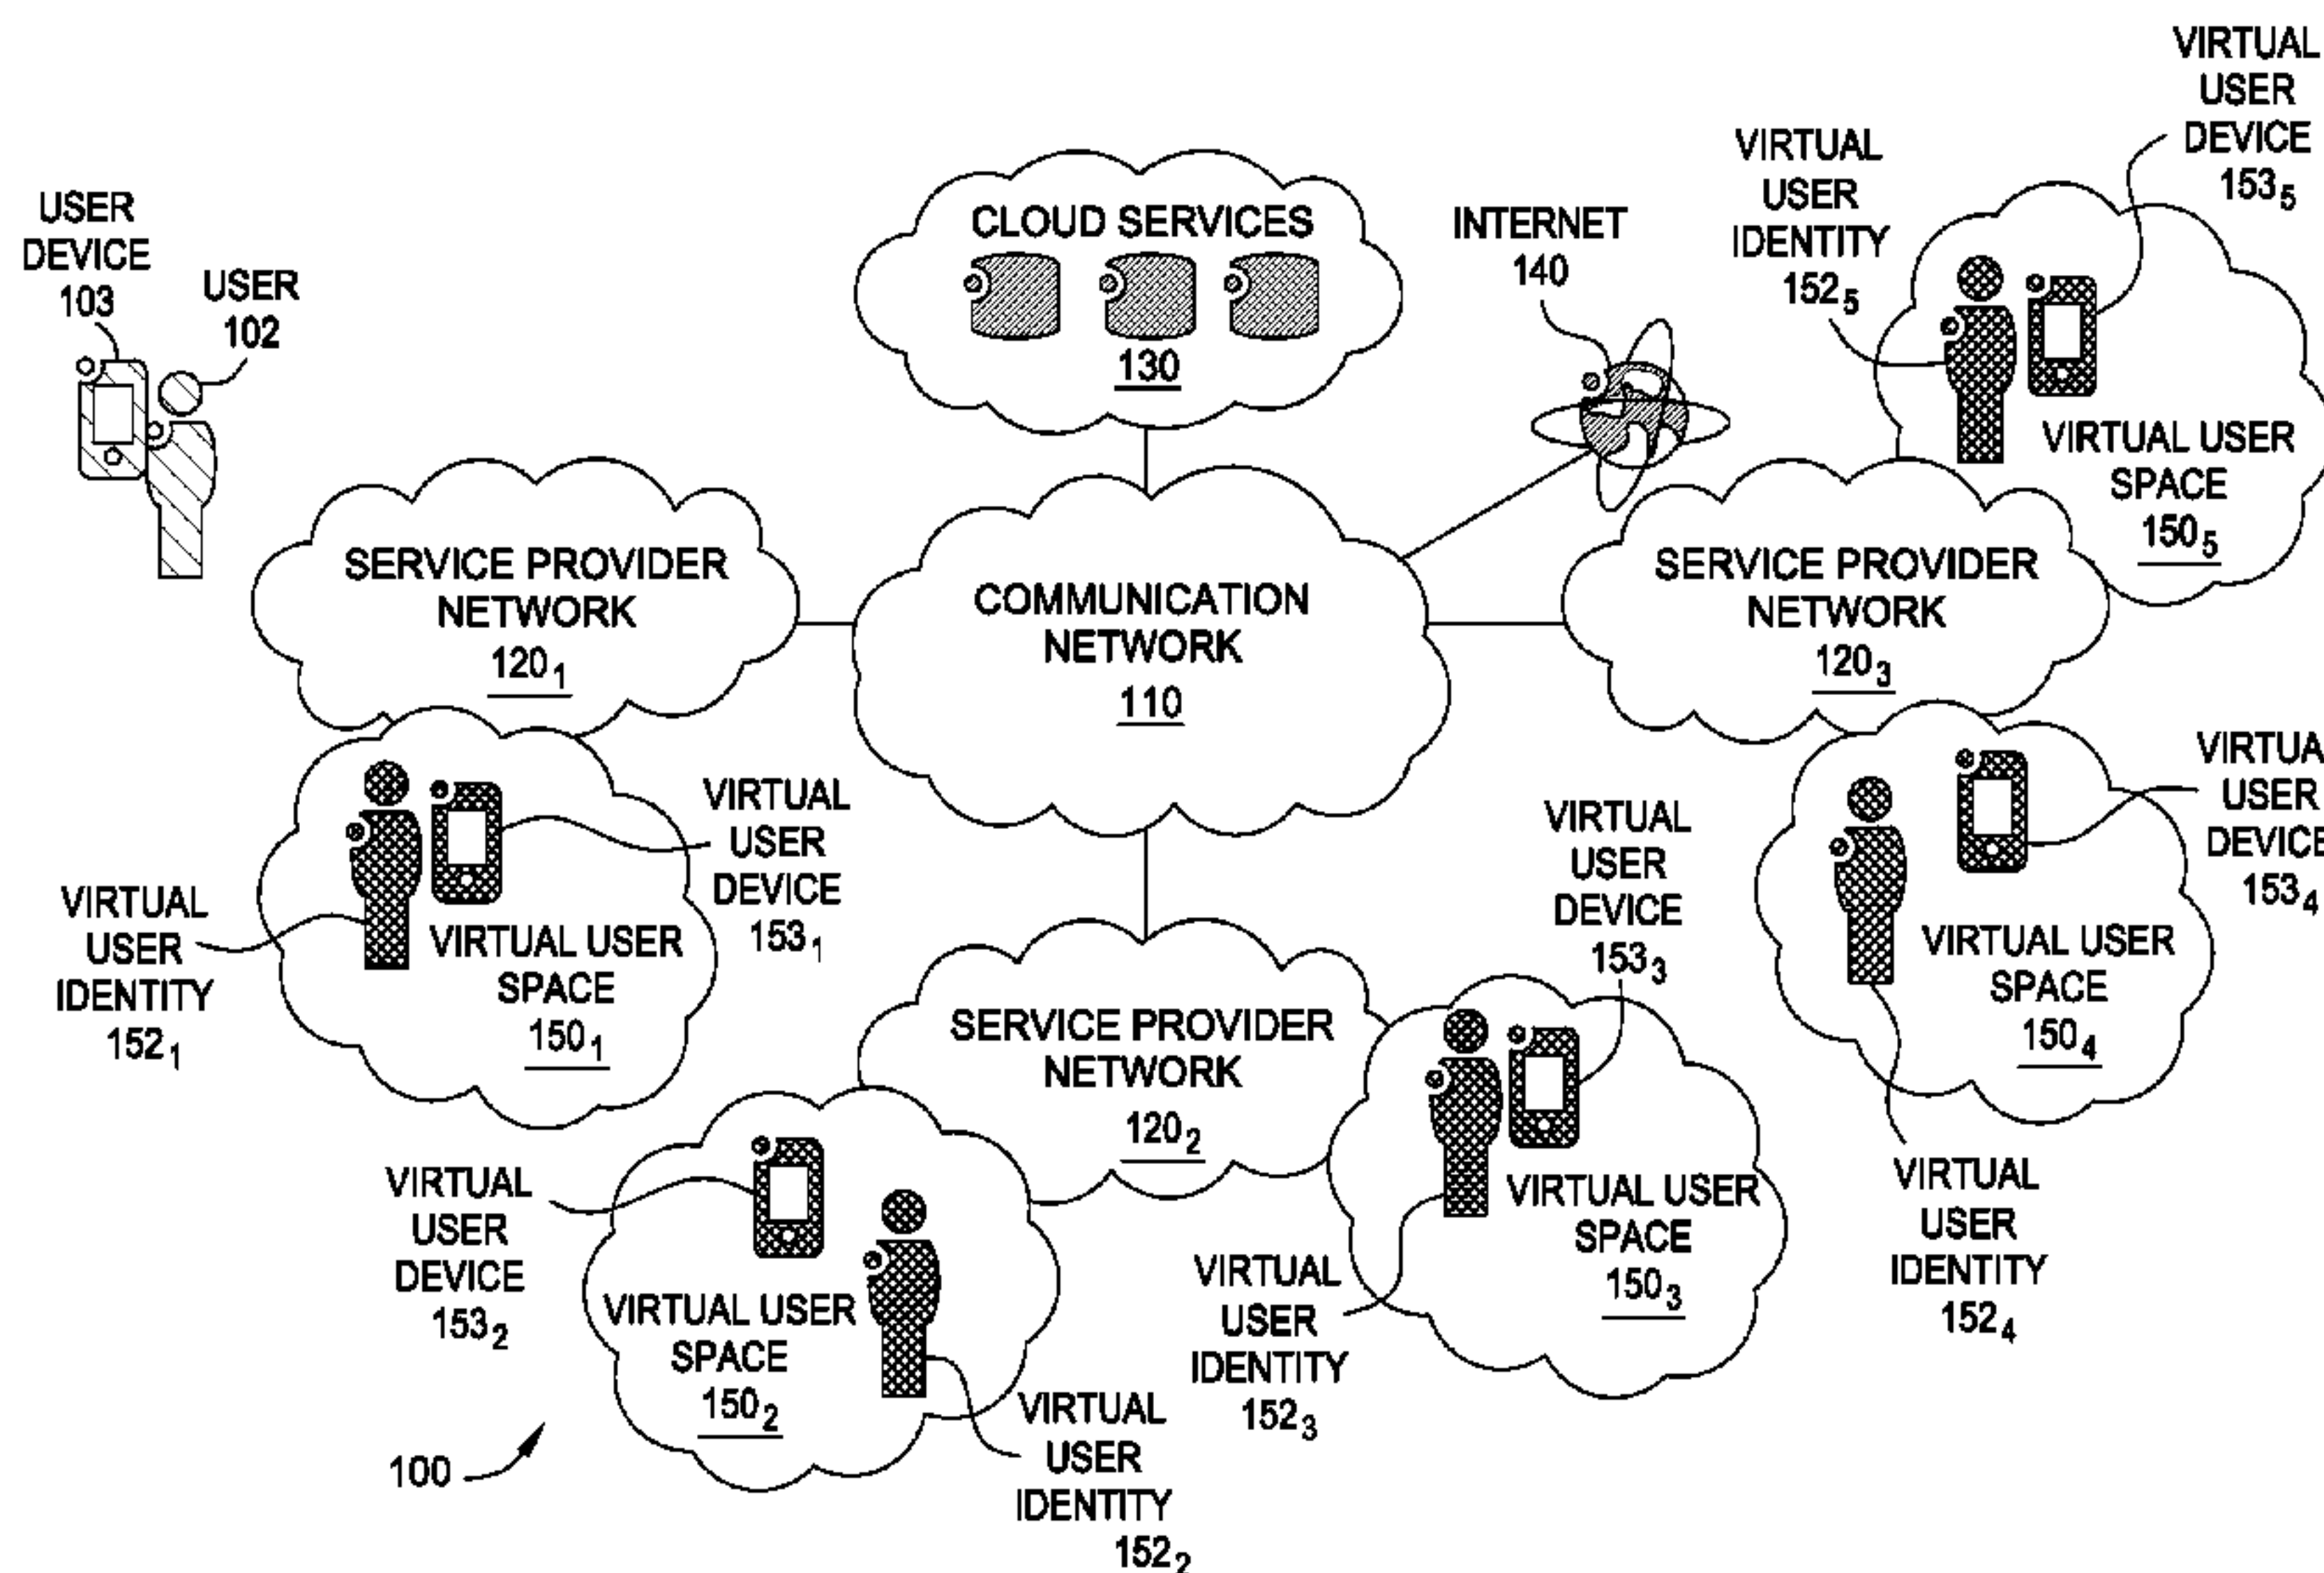 USER
DEVICE
103
USER
102
CLOUD SERVICES
130
INTERNET
140
VIRTUAL
USER
IDENTITY
152₅
VIRTUAL
USER
DEVICE
153₅
VIRTUAL USER
SPACE
150₅
SERVICE PROVIDER
NETWORK
120₁
COMMUNICATION
NETWORK
110
SERVICE PROVIDER
NETWORK
120₃
VIRTUAL
USER
IDENTITY
152₁
VIRTUAL USER
SPACE
150₁
VIRTUAL
USER
DEVICE
153₁
VIRTUAL
USER
DEVICE
153₃
VIRTUA
USER
DEVICE
153₄
VIRTUAL USER
SPACE
150₄
SERVICE PROVIDER
NETWORK
120₂
VIRTUAL
USER
DEVICE
153₂
VIRTUAL USER
SPACE
150₂
VIRTUAL
USER
IDENTITY
152₃
VIRTUAL USER
SPACE
150₃
VIRTUAL
USER
IDENTITY
152₄
VIRTUAL
USER
IDENTITY
152₂
100